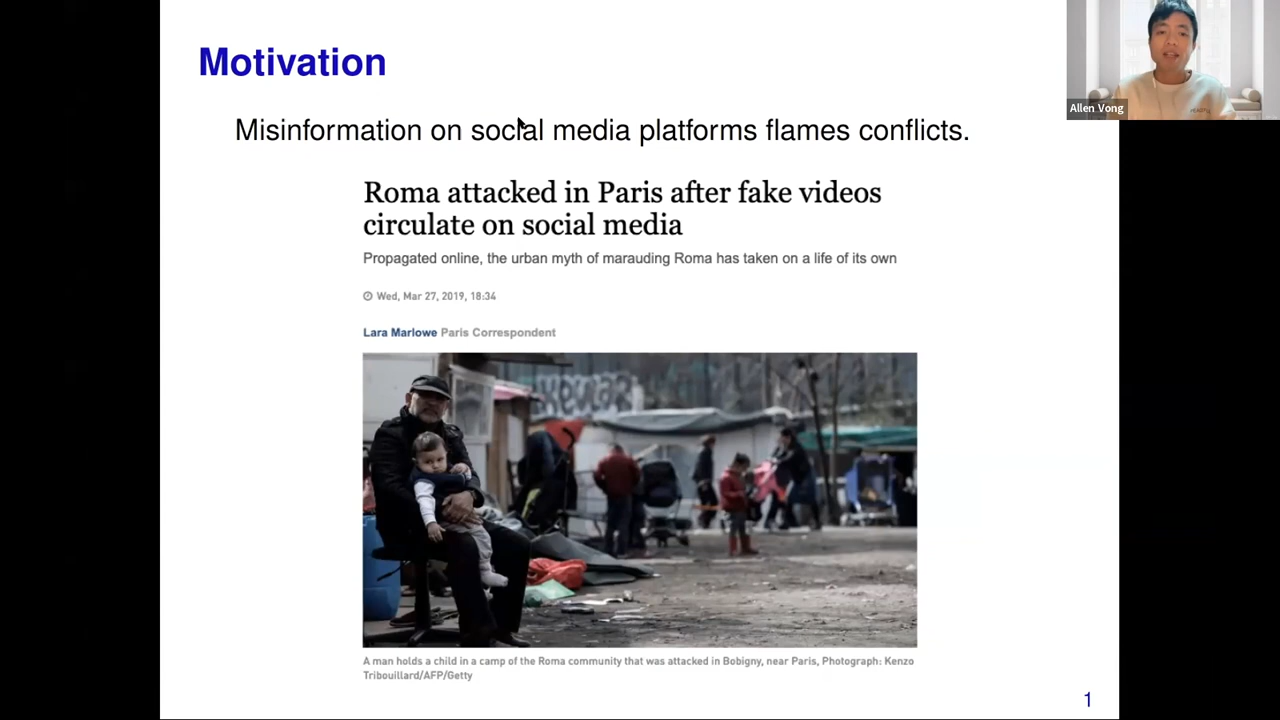 Motivation
Allen Vong
Misinformation on social media platforms flames conflicts.
Roma attacked in Paris after fake videos
circulate on social media
Propagated online, the urban myth of marauding Roma has taken on a life of its own
Wed, Mar 27, 2019, 18:34
Lara Marlowe Paris Correspondent
A man holds a child in a camp of the Roma community that was attacked in Bobigny, near Paris, Photograph: Kenzo
Tribouillard/AFP/Getty
1